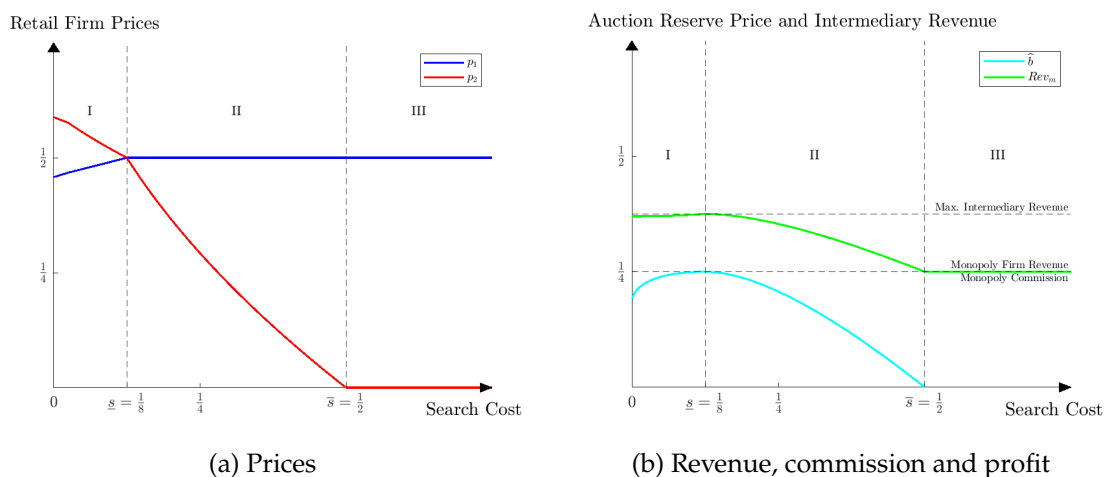 Retail Firm Prices
p₁
p₂
I
II
III
1/2
1/4
0
s̲ = 1/8
1/4
s̅ = 1/2
Search Cost
(a) Prices
Auction Reserve Price and Intermediary Revenue
b̂
Revₘ
I
II
III
1/2
Max. Intermediary Revenue
1/4
Monopoly Firm Revenue
Monopoly Commission
0
s̲ = 1/8
1/4
s̅ = 1/2
Search Cost
(b) Revenue, commission and profit